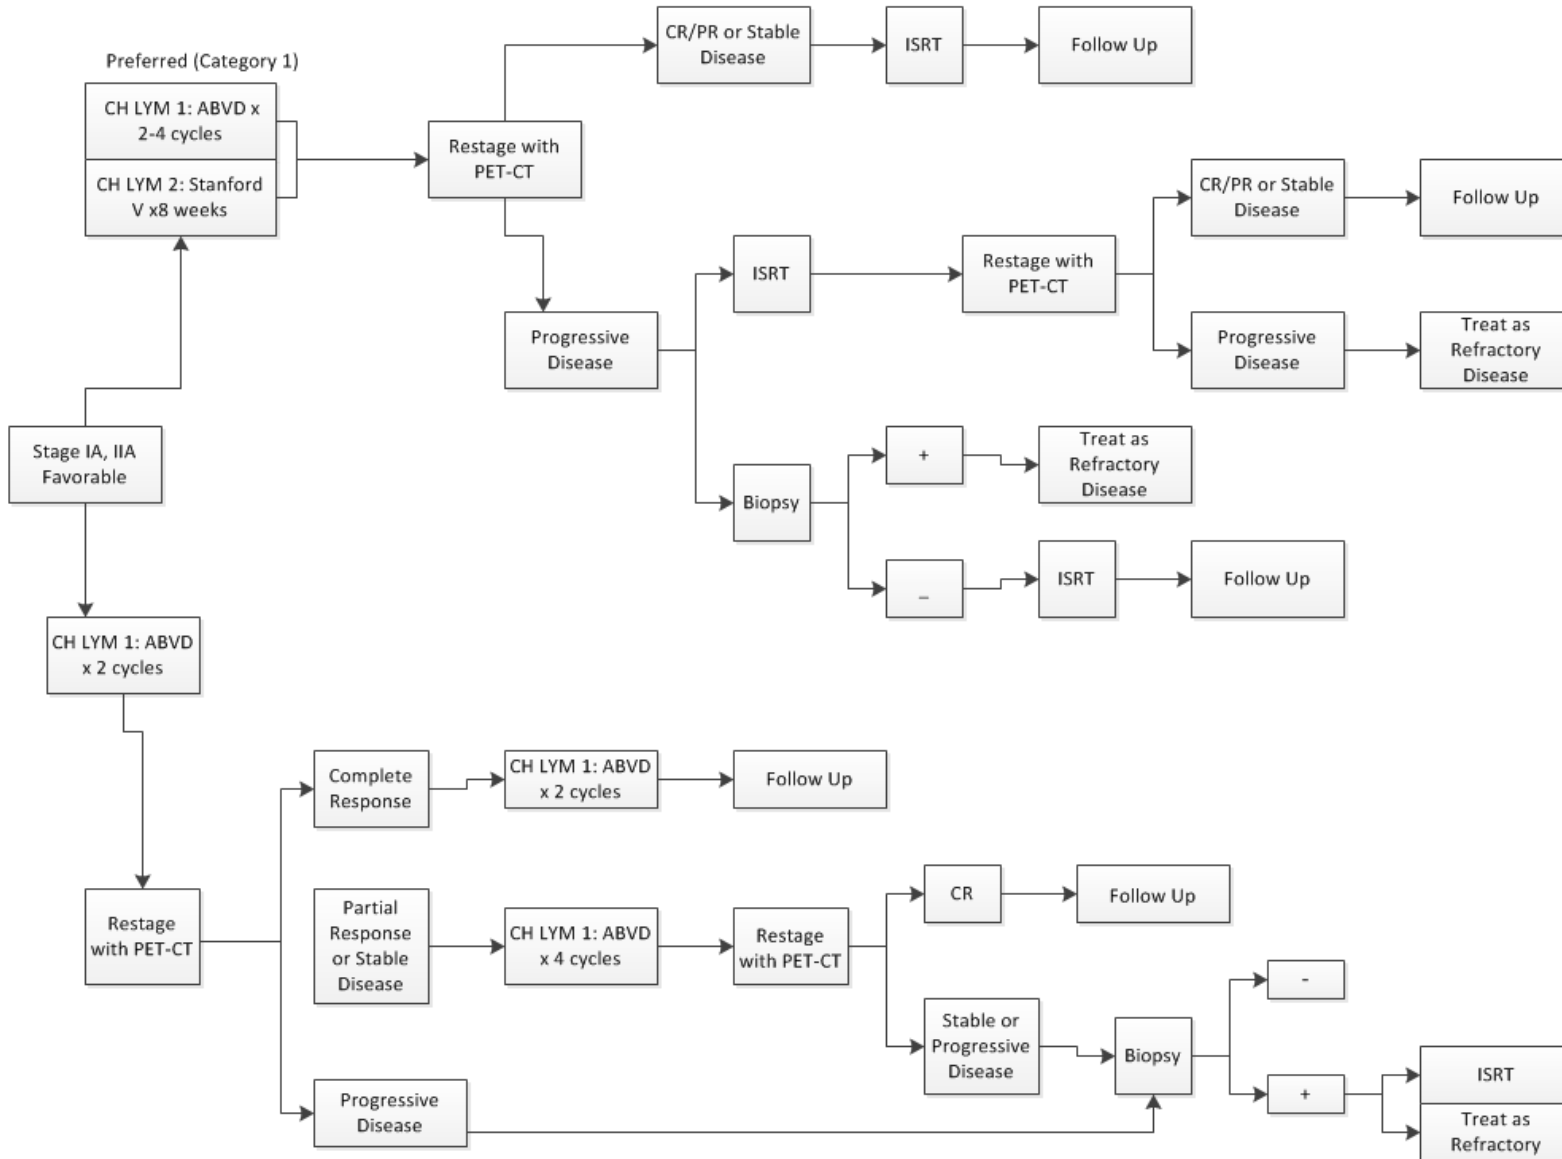 Preferred (Category 1)
CH LYM 1: ABVD x
2-4 cycles
CH LYM 2: Stanford
V x8 weeks
Restage with
PET-CT
CR/PR or Stable
Disease
ISRT
Follow Up
Progressive
Disease
ISRT
Restage with
PET-CT
CR/PR or Stable
Disease
Follow Up
Progressive
Disease
Treat as
Refractory
Disease
Biopsy
+
Treat as
Refractory
Disease
_
ISRT
Follow Up
Stage IA, IIA
Favorable
CH LYM 1: ABVD
x 2 cycles
Restage
with PET-CT
Complete
Response
CH LYM 1: ABVD
x 2 cycles
Follow Up
Partial
Response
or Stable
Disease
CH LYM 1: ABVD
x 4 cycles
Restage
with PET-CT
CR
Follow Up
Stable or
Progressive
Disease
Biopsy
-
+
ISRT
Treat as
Refractory
Progressive
Disease